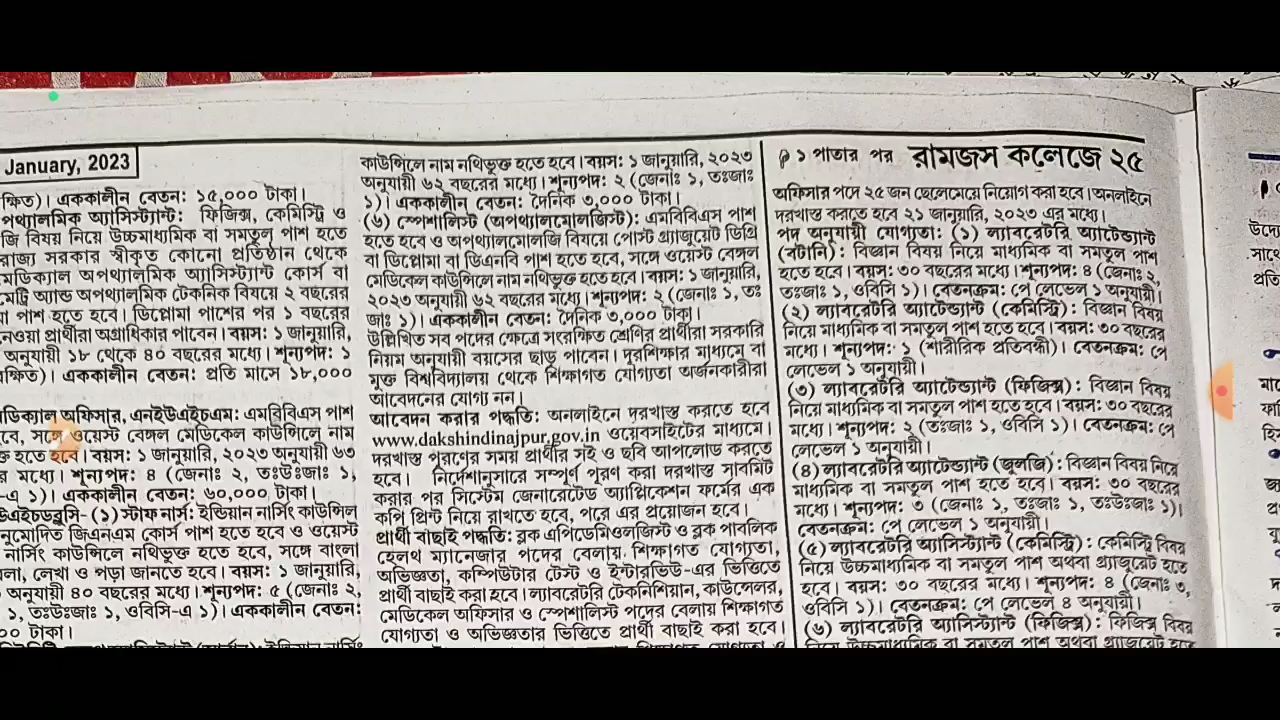 January, 2023
ক্ষিত)। এককালীন বেতন: ১৫,০০০ টাকা।
পথ্যালমিক অ্যাসিস্ট্যান্ট: ফিজিক্স, কেমিস্ট্রি ও
জি বিষয় নিয়ে উচ্চমাধ্যমিক বা সমতুল পাশ হতে
রাজ্য সরকার স্বীকৃত কোনো প্রতিষ্ঠান থেকে
মেডিক্যাল অপথ্যালমিক অ্যাসিস্ট্যান্ট কোর্স বা
মেট্রি অ্যান্ড অপথ্যালমিক টেকনিক বিষয়ে ২ বছরের
া পাশ হতে হবে। ডিপ্লোমা পাশের পর ১ বছরের
নেওয়া প্রার্থীরা অগ্রাধিকার পাবেন। বয়স: ১ জানুয়ারি,
অনুযায়ী ১৮ থেকে ৪০ বছরের মধ্যে। শূন্যপদ: ১
ক্ষিত)। এককালীন বেতন: প্রতি মাসে ১৮,০০০
ডিক্যাল অফিসার, এনইউএইচএম: এমবিবিএস পাশ
বে, সঙ্গে ওয়েস্ট বেঙ্গল মেডিকেল কাউন্সিলে নাম
ক্ত হতে হবে। বয়স: ১ জানুয়ারি, ২০২৩ অনুযায়ী ৬৩
র মধ্যে। শূন্যপদ: ৪ (জেনাঃ ২, তঃউঃজাঃ ১,
-এ ১)। এককালীন বেতন: ৬০,০০০ টাকা।
উএইচডব্লুসি- (১) স্টাফ নার্স: ইন্ডিয়ান নার্সিং কাউন্সিল
নুমোদিত জিএনএম কোর্স পাশ হতে হবে ও ওয়েস্ট
নার্সিং কাউন্সিলে নথিভুক্ত হতে হবে, সঙ্গে বাংলা
লা, লেখা ও পড়া জানতে হবে। বয়স: ১ জানুয়ারি,
অনুযায়ী ৪০ বছরের মধ্যে। শূন্যপদ: ৫ (জেনাঃ ২,
১, তঃউঃজাঃ ১, ওবিসি-এ ১)। এককালীন বেতন:
০০ টাকা।
কাউন্সিলে নাম নথিভুক্ত হতে হবে। বয়স: ১ জানুয়ারি, ২০২৩
অনুযায়ী ৬২ বছরের মধ্যে। শূন্যপদ: ২ (জেনাঃ ১, তঃজাঃ
১)। এককালীন বেতন: দৈনিক ৩,০০০ টাকা।
(৬) স্পেশালিস্ট (অপথ্যালমোলজিস্ট): এমবিবিএস পাশ
হতে হবে ও অপথ্যালমোলজি বিষয়ে পোস্ট গ্র্যাজুয়েট ডিগ্রি
বা ডিপ্লোমা বা ডিএনবি পাশ হতে হবে, সঙ্গে ওয়েস্ট বেঙ্গল
মেডিকেল কাউন্সিলে নাম নথিভুক্ত হতে হবে। বয়স: ১ জানুয়ারি,
২০২৩ অনুযায়ী ৬২ বছরের মধ্যে। শূন্যপদ: ২ (জেনাঃ ১, তঃ
জাঃ ১)। এককালীন বেতন: দৈনিক ৩,০০০ টাকা।
উল্লিখিত সব পদের ক্ষেত্রে সংরক্ষিত শ্রেণির প্রার্থীরা সরকারি
নিয়ম অনুযায়ী বয়সের ছাড় পাবেন। দূরশিক্ষার মাধ্যমে বা
মুক্ত বিশ্ববিদ্যালয় থেকে শিক্ষাগত যোগ্যতা অর্জনকারীরা
আবেদনের যোগ্য নন।
আবেদন করার পদ্ধতি: অনলাইনে দরখাস্ত করতে হবে
www.dakshindinajpur.gov.in ওয়েবসাইটের মাধ্যমে।
দরখাস্ত পূরণের সময় প্রার্থীর সই ও ছবি আপলোড করতে
হবে। নির্দেশানুসারে সম্পূর্ণ পূরণ করা দরখাস্ত সাবমিট
করার পর সিস্টেম জেনারেটেড অ্যাপ্লিকেশন ফর্মের এক
কপি প্রিন্ট নিয়ে রাখতে হবে, পরে এর প্রয়োজন হবে।
প্রার্থী বাছাই পদ্ধতি: ব্লক এপিডেমিওলজিস্ট ও ব্লক পাবলিক
হেলথ ম্যানেজার পদের বেলায় শিক্ষাগত যোগ্যতা,
অভিজ্ঞতা, কম্পিউটার টেস্ট ও ইন্টারভিউ-এর ভিত্তিতে
প্রার্থী বাছাই করা হবে। ল্যাবরেটরি টেকনিশিয়ান, কাউন্সেলর,
মেডিকেল অফিসার ও স্পেশালিস্ট পদের বেলায় শিক্ষাগত
যোগ্যতা ও অভিজ্ঞতার ভিত্তিতে প্রার্থী বাছাই করা হবে।
১ পাতার পর রামজস কলেজে ২৫
অফিসার পদে ২৫ জন ছেলেমেয়ে নিয়োগ করা হবে। অনলাইনে
দরখাস্ত করতে হবে ২১ জানুয়ারি, ২০২৩ এর মধ্যে।
পদ অনুযায়ী যোগ্যতা: (১) ল্যাবরেটরি অ্যাটেন্ড্যান্ট
(বটানি): বিজ্ঞান বিষয় নিয়ে মাধ্যমিক বা সমতুল পাশ
হতে হবে। বয়স: ৩০ বছরের মধ্যে। শূন্যপদ: ৪ (জেনাঃ ২,
তঃজাঃ ১, ওবিসি ১)। বেতনক্রম: পে লেভেল ১ অনুযায়ী।
(২) ল্যাবরেটরি অ্যাটেন্ড্যান্ট (কেমিস্ট্রি): বিজ্ঞান বিষয়
নিয়ে মাধ্যমিক বা সমতুল পাশ হতে হবে। বয়স: ৩০ বছরের
মধ্যে। শূন্যপদ: ১ (শারীরিক প্রতিবন্ধী)। বেতনক্রম: পে
লেভেল ১ অনুযায়ী।
(৩) ল্যাবরেটরি অ্যাটেন্ড্যান্ট (ফিজিক্স): বিজ্ঞান বিষয়
নিয়ে মাধ্যমিক বা সমতুল পাশ হতে হবে। বয়স: ৩০ বছরের
মধ্যে। শূন্যপদ: ২ (তঃজাঃ ১, ওবিসি ১)। বেতনক্রম: পে
লেভেল ১ অনুযায়ী।
(৪) ল্যাবরেটরি অ্যাটেন্ড্যান্ট (জুলজি): বিজ্ঞান বিষয় নিয়ে
মাধ্যমিক বা সমতুল পাশ হতে হবে। বয়স: ৩০ বছরের
মধ্যে। শূন্যপদ: ৩ (জেনাঃ ১, তঃজাঃ ১, তঃউঃজাঃ ১)।
বেতনক্রম: পে লেভেল ১ অনুযায়ী।
(৫) ল্যাবরেটরি অ্যাসিস্ট্যান্ট (কেমিস্ট্রি): কেমিস্ট্রি বিষয়
নিয়ে উচ্চমাধ্যমিক বা সমতুল পাশ অথবা গ্র্যাজুয়েট হতে
হবে। বয়স: ৩০ বছরের মধ্যে। শূন্যপদ: ৪ (জেনাঃ ৩,
ওবিসি ১)। বেতনক্রম: পে লেভেল ৪ অনুযায়ী।
(৬) ল্যাবরেটরি অ্যাসিস্ট্যান্ট (ফিজিক্স): ফিজিক্স বিষয়
নিয়ে উচ্চমাধ্যমিক বা সমতুল পাশ অথবা গ্র্যাজুয়েট হতে